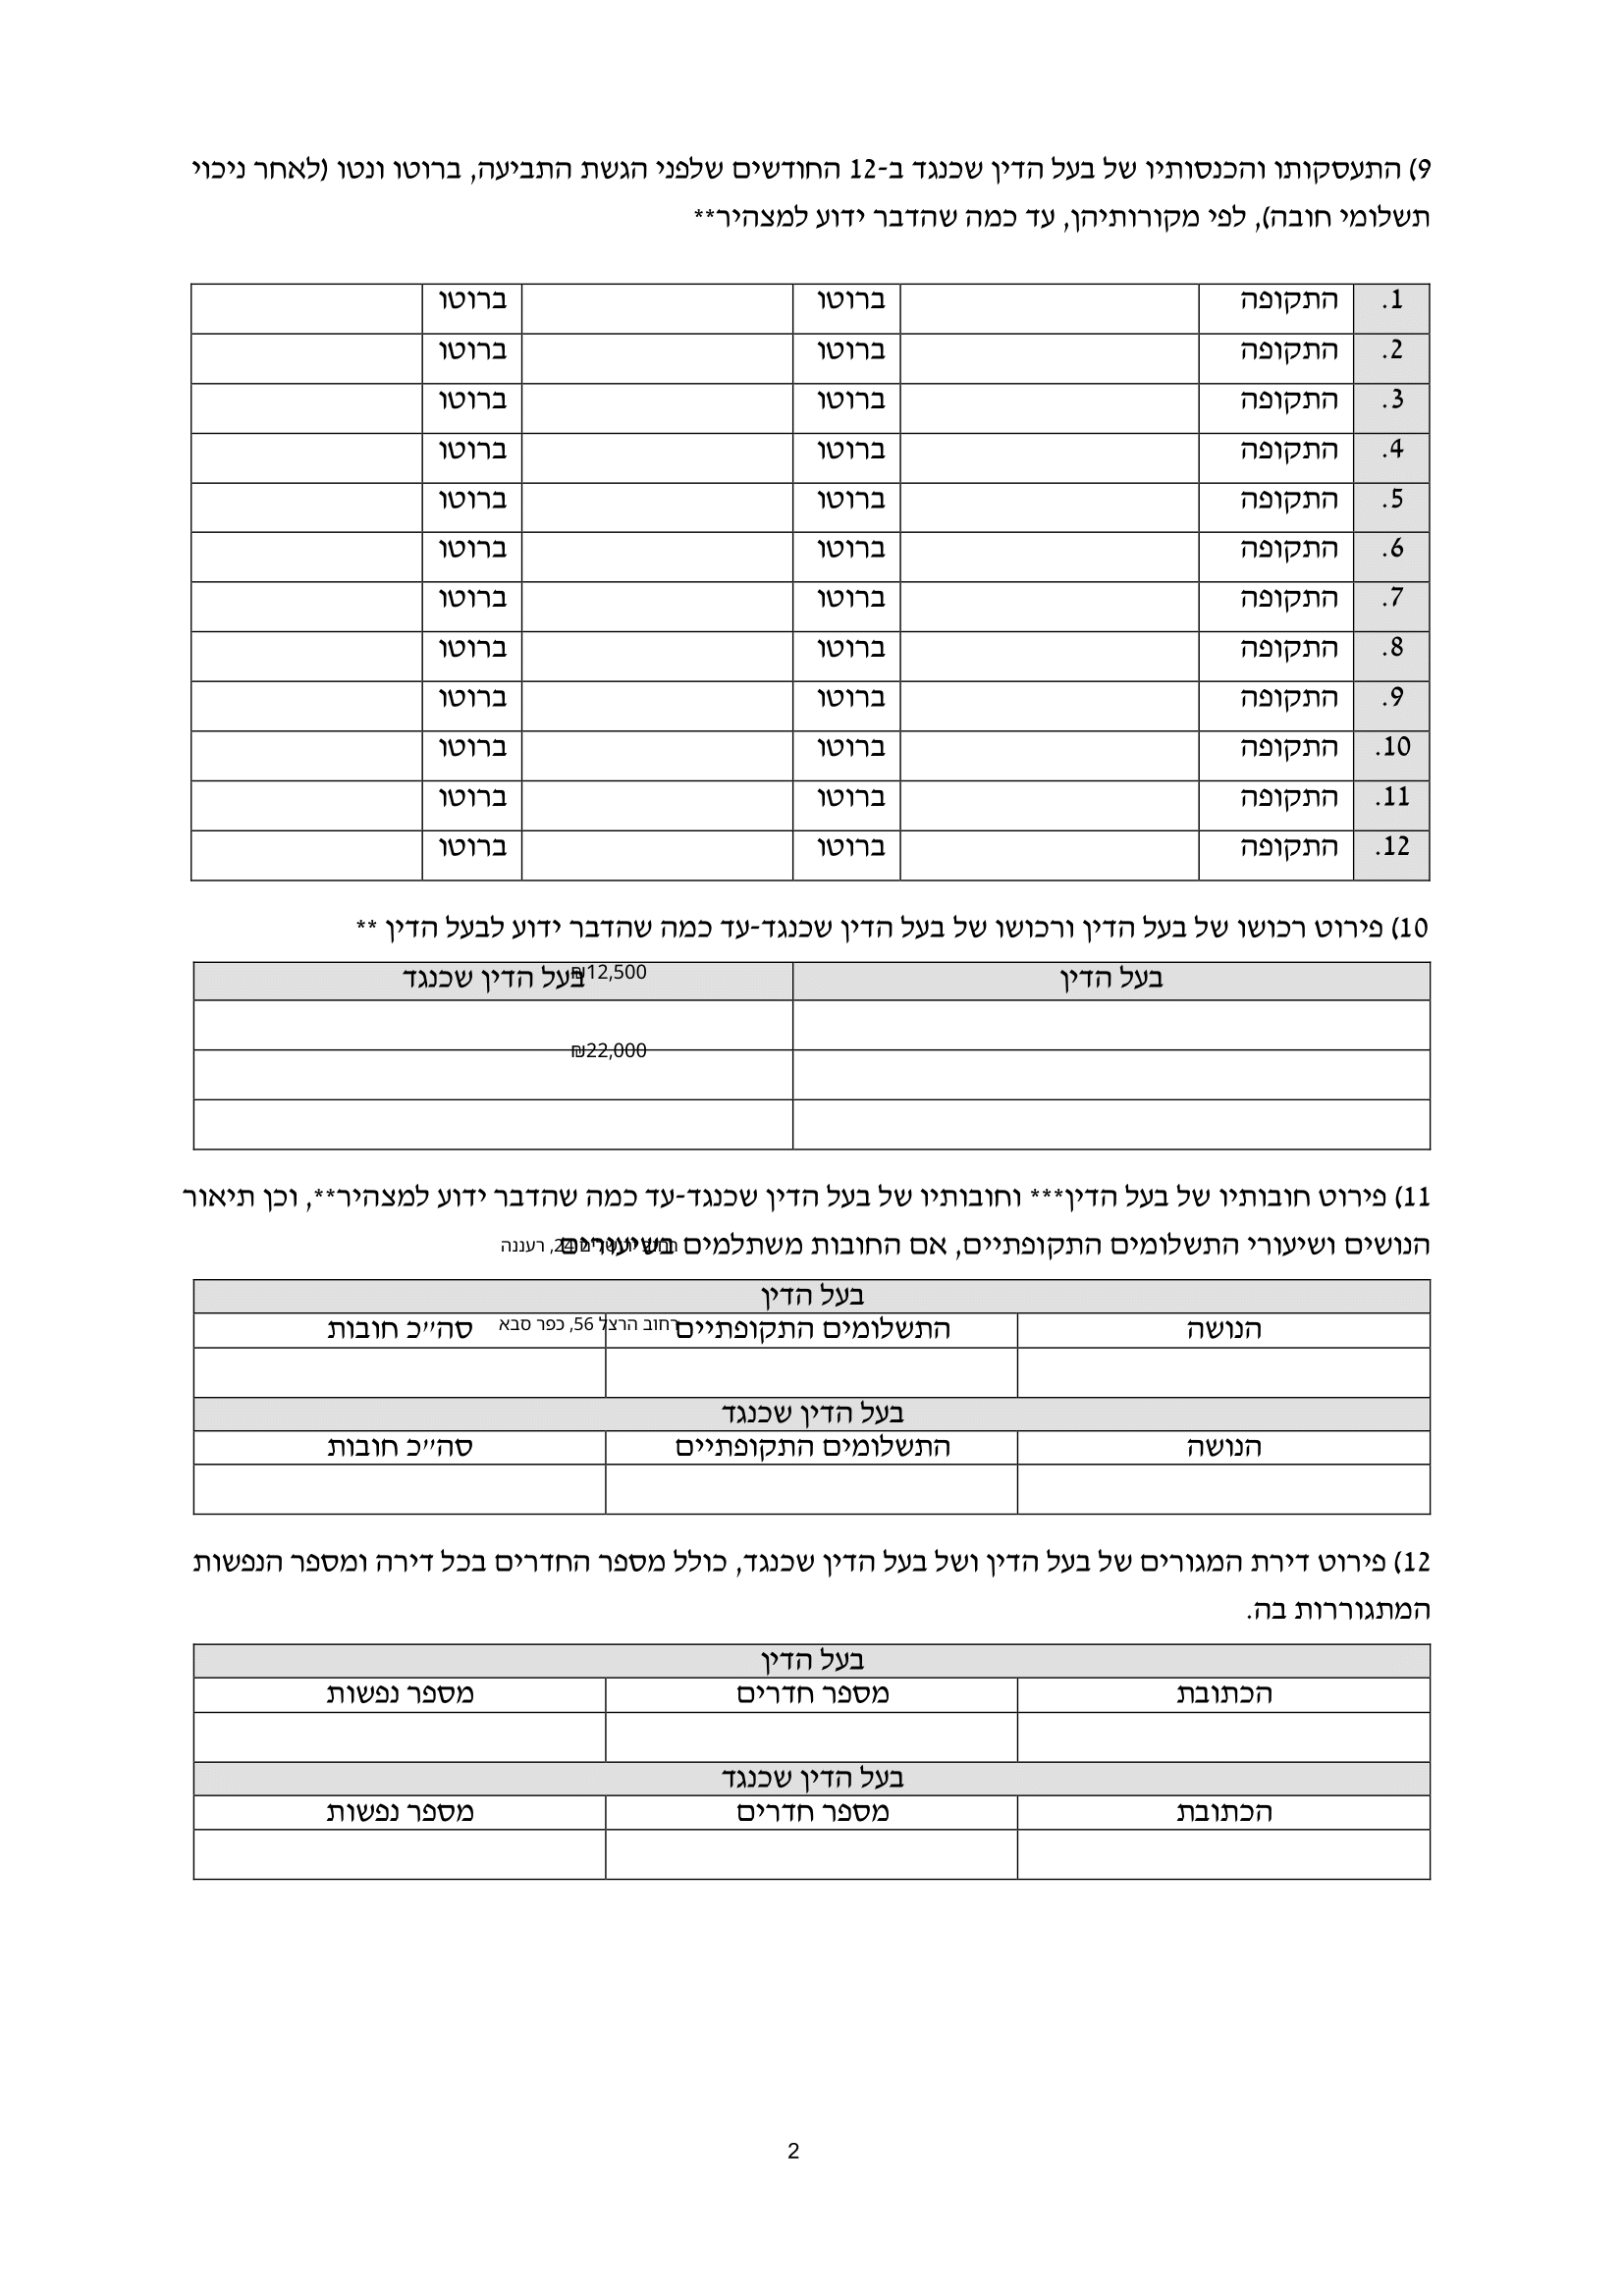 9) התעסקותו והכנסותיו של בעל הדין שכנגד ב-12 החודשים שלפני הגשת התביעה, ברוטו ונטו (לאחר ניכוי
תשלומי חובה), לפי מקורותיהן, עד כמה שהדבר ידוע למצהיר**
1. התקופה ברוטו ברוטו
2. התקופה ברוטו ברוטו
3. התקופה ברוטו ברוטו
4. התקופה ברוטו ברוטו
5. התקופה ברוטו ברוטו
6. התקופה ברוטו ברוטו
7. התקופה ברוטו ברוטו
8. התקופה ברוטו ברוטו
9. התקופה ברוטו ברוטו
10. התקופה ברוטו ברוטו
11. התקופה ברוטו ברוטו
12. התקופה ברוטו ברוטו
10) פירוט רכושו של בעל הדין ורכושו של בעל הדין שכנגד-עד כמה שהדבר ידוע לבעל הדין **
בעל הדין בעל הדין שכנגד
₪12,500
₪22,000
11) פירוט חובותיו של בעל הדין*** וחובותיו של בעל הדין שכנגד-עד כמה שהדבר ידוע למצהיר**, וכן תיאור
הנושים ושיעורי התשלומים התקופתיים, אם החובות משתלמים בשיעורים
רחוב 24, רעננה
בעל הדין
הנושה התשלומים התקופתיים סה"כ חובות
רחוב הרצל 56, כפר סבא
בעל הדין שכנגד
הנושה התשלומים התקופתיים סה"כ חובות
12) פירוט דירת המגורים של בעל הדין ושל בעל הדין שכנגד, כולל מספר החדרים בכל דירה ומספר הנפשות
המתגוררות בה.
בעל הדין
הכתובת מספר חדרים מספר נפשות
בעל הדין שכנגד
הכתובת מספר חדרים מספר נפשות
2